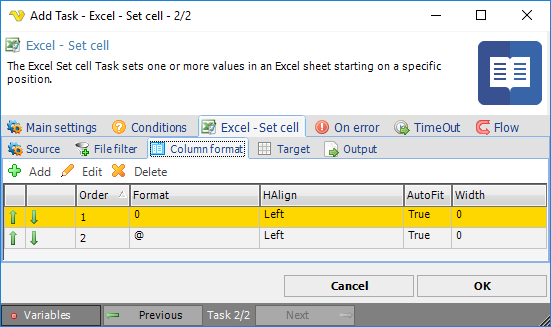 Add Task - Excel - Set cell - 2/2
Excel - Set cell
The Excel Set cell Task sets one or more values in an Excel sheet starting on a specific
position.
Main settings Conditions Excel - Set cell On error TimeOut Flow
Source File filter Column format Target Output
Add Edit Delete
Order Format HAlign AutoFit Width
1 0 Left True 0
2 @ Left True 0
Cancel OK
Variables Previous Task 2/2 Next